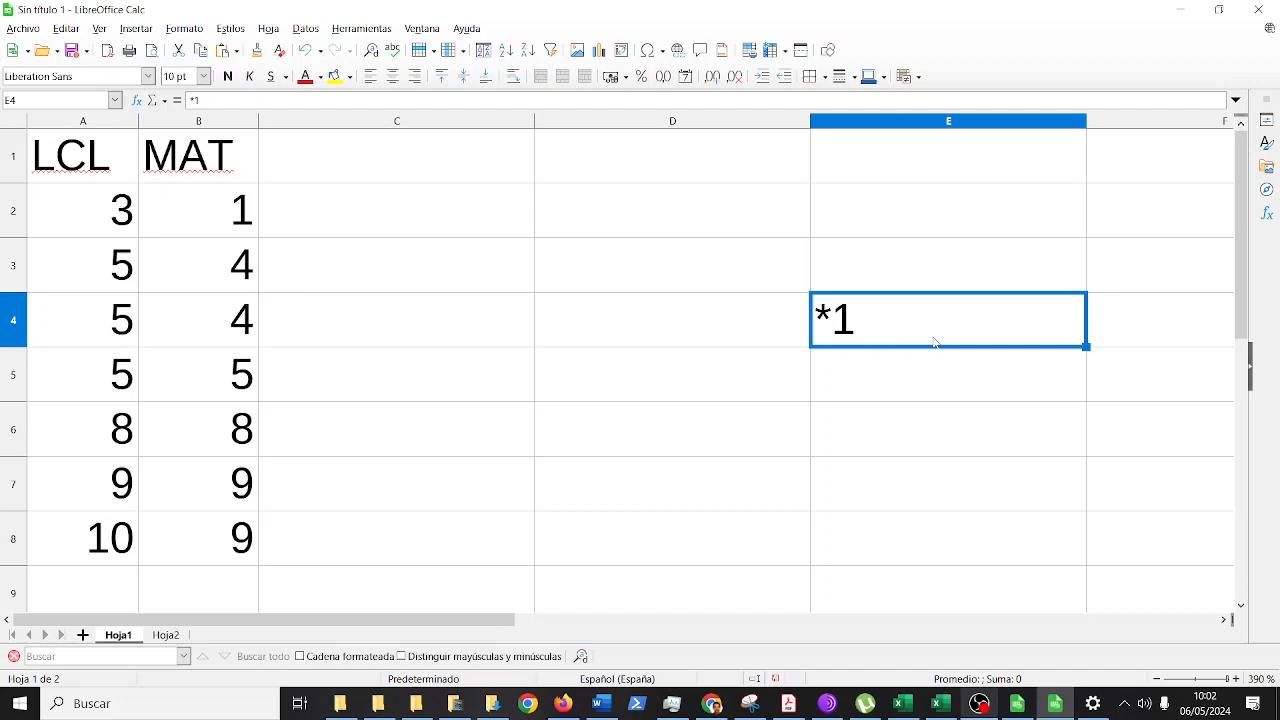 Sin título 1 - LibreOffice Calc
Archivo Editar Ver Insertar Formato Estilos Hoja Datos Herramientas Ventana Ayuda
Liberation Sans 10 pt N K S
E4 *1
A B C D E F
1 LCL MAT
2 3 1
3 5 4
4 5 4 *1
5 5 5
6 8 8
7 9 9
8 10 9
9
Hoja1 Hoja2
Buscar Buscar todo Cadena formateada Distinguir mayúsculas y minúsculas
Hoja 1 de 2 Predeterminado Español (España) Promedio: ; Suma: 0 390 %
Buscar 10:02
06/05/2024